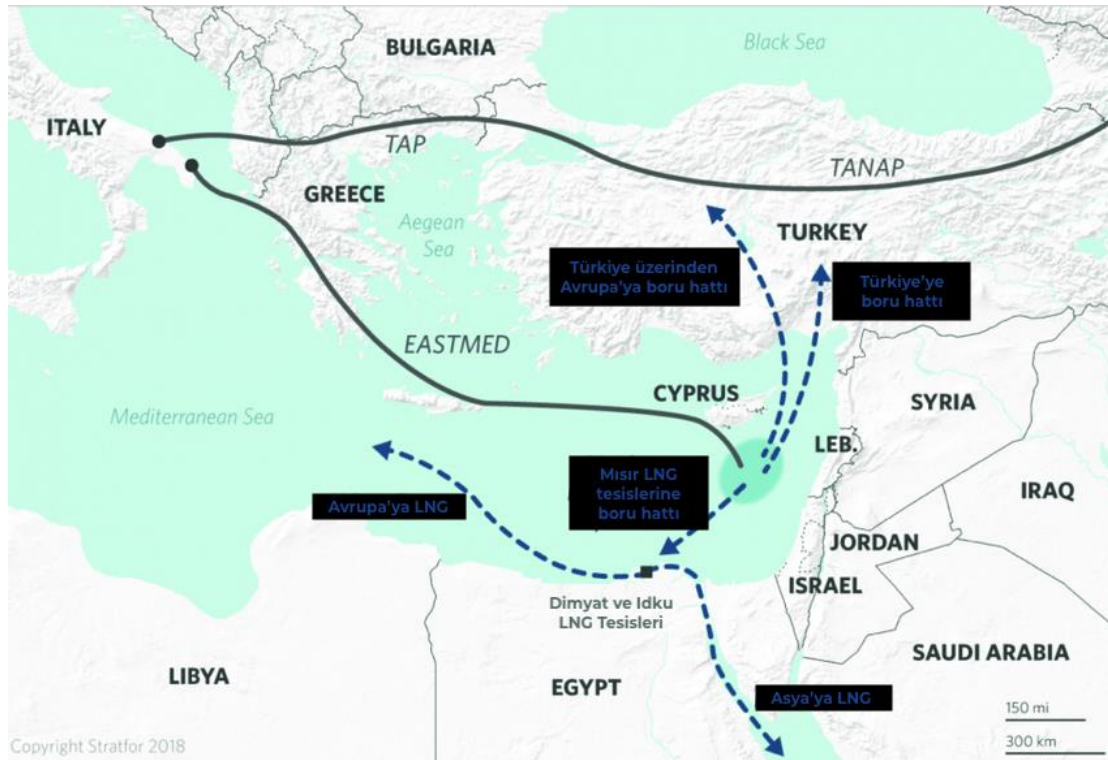 BULGARIA
Black Sea
ITALY
TAP
TANAP
GREECE
Aegean
Sea
TURKEY
Türkiye üzerinden
Avrupa'ya boru hattı
Türkiye'ye
boru hattı
EASTMED
CYPRUS
SYRIA
Mediterranean Sea
LEB.
Mısır LNG
tesislerine
boru hattı
IRAQ
Avrupa'ya LNG
JORDAN
ISRAEL
Dimyat ve Idku
LNG Tesisleri
SAUDI ARABIA
LIBYA
EGYPT
Asya'ya LNG
150 mi
300 km
Copyright Stratfor 2018